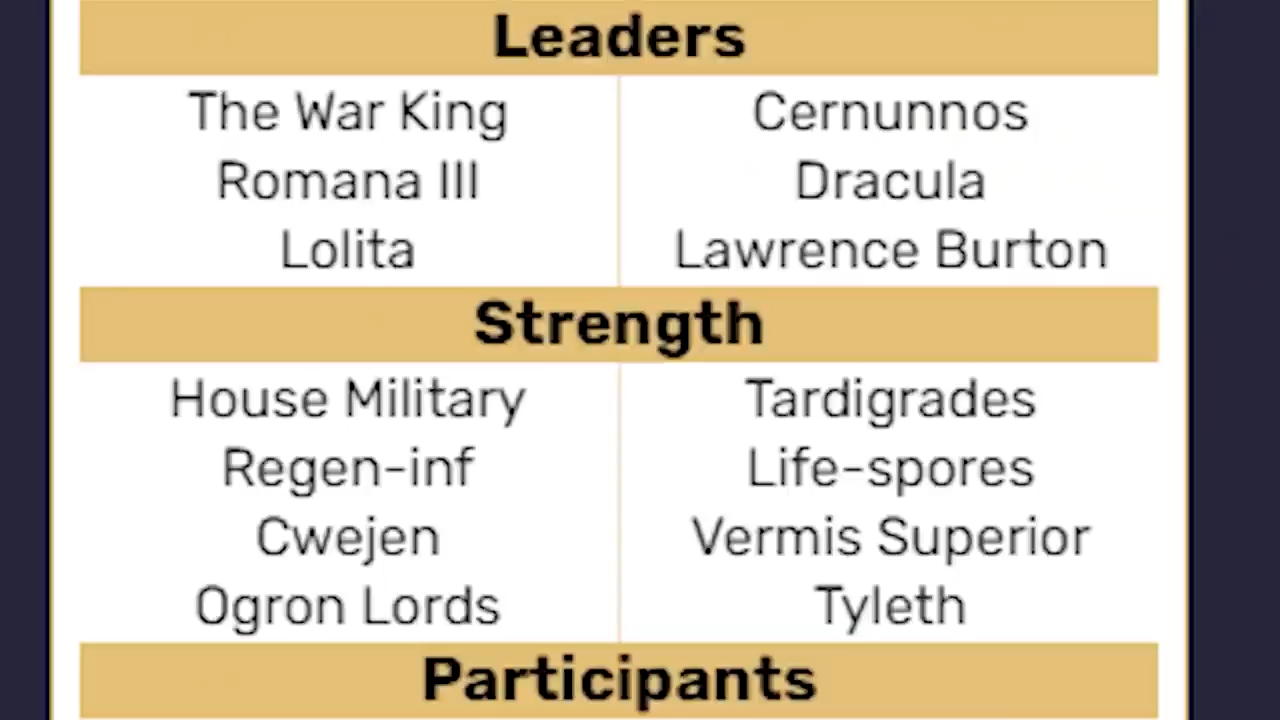 Leaders
The War King Cernunnos
Romana III Dracula
Lolita Lawrence Burton
Strength
House Military Tardigrades
Regen-inf Life-spores
Cwejen Vermis Superior
Ogron Lords Tyleth
Participants